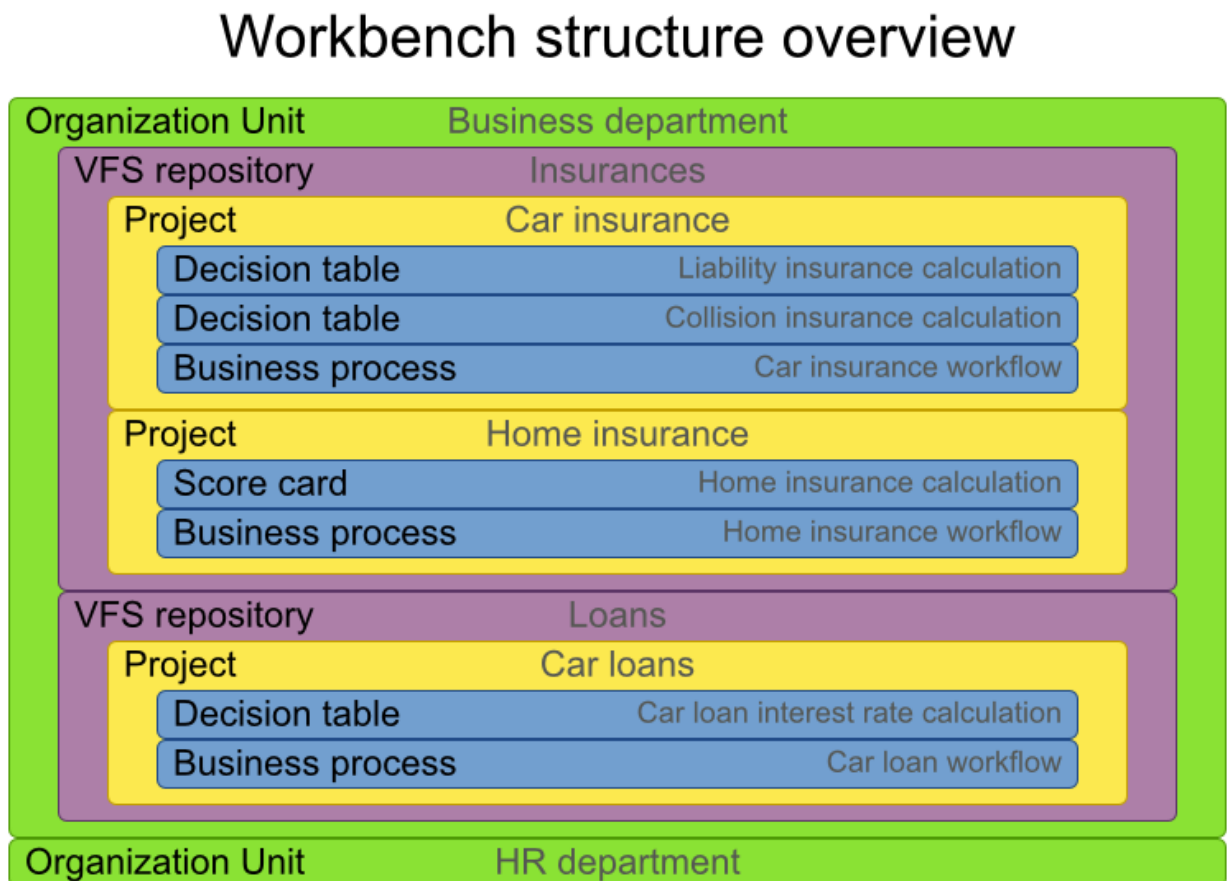 Workbench structure overview
Organization Unit Business department
VFS repository Insurances
Project Car insurance
Decision table Liability insurance calculation
Decision table Collision insurance calculation
Business process Car insurance workflow
Project Home insurance
Score card Home insurance calculation
Business process Home insurance workflow
VFS repository Loans
Project Car loans
Decision table Car loan interest rate calculation
Business process Car loan workflow
Organization Unit HR department